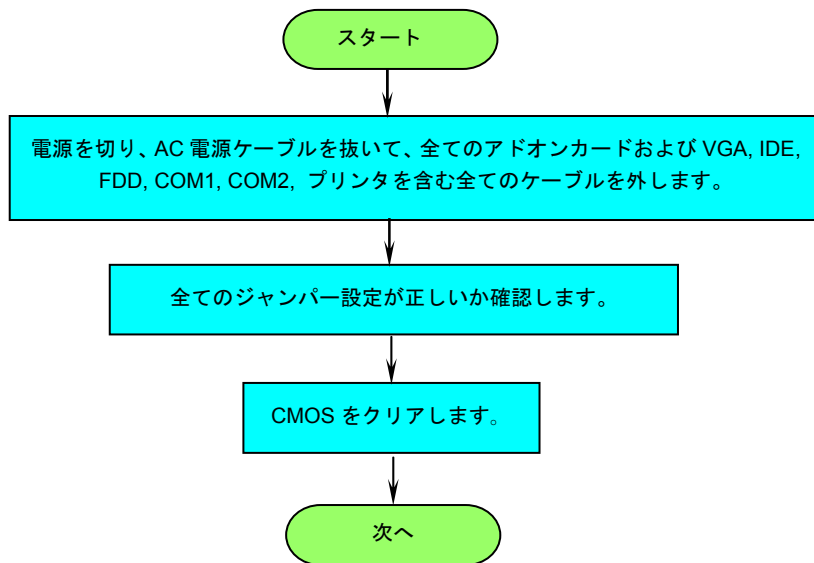 スタート
電源を切り、AC 電源ケーブルを抜いて、全てのアドオンカードおよび VGA, IDE,
FDD, COM1, COM2, プリンタを含む全てのケーブルを外します。
全てのジャンパー設定が正しいか確認します。
CMOS をクリアします。
次へ